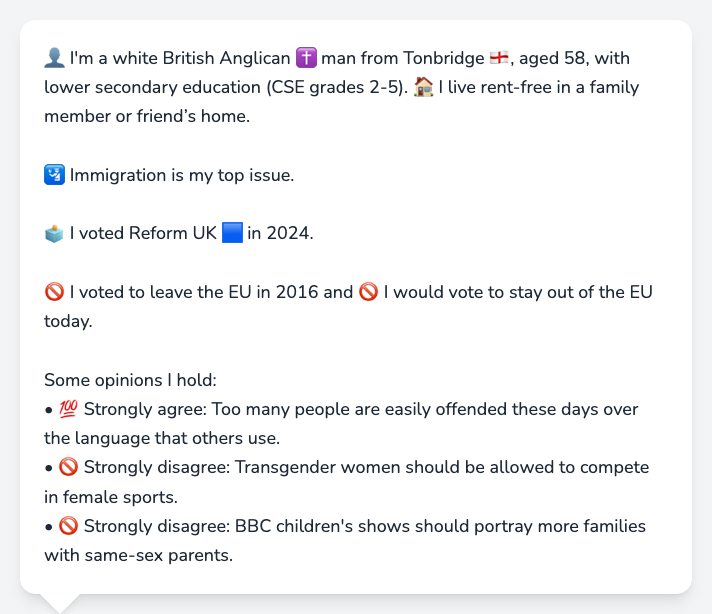 👤 I'm a white British Anglican ✝️ man from Tonbridge 🏴󠁧󠁢󠁥󠁮󠁧󠁿, aged 58, with
lower secondary education (CSE grades 2-5). 🏠 I live rent-free in a family
member or friend’s home.
🛂 Immigration is my top issue.
🗳️ I voted Reform UK 🟦 in 2024.
🚫 I voted to leave the EU in 2016 and 🚫 I would vote to stay out of the EU
today.
Some opinions I hold:
• 💯 Strongly agree: Too many people are easily offended these days over
the language that others use.
• 🚫 Strongly disagree: Transgender women should be allowed to compete
in female sports.
• 🚫 Strongly disagree: BBC children's shows should portray more families
with same-sex parents.